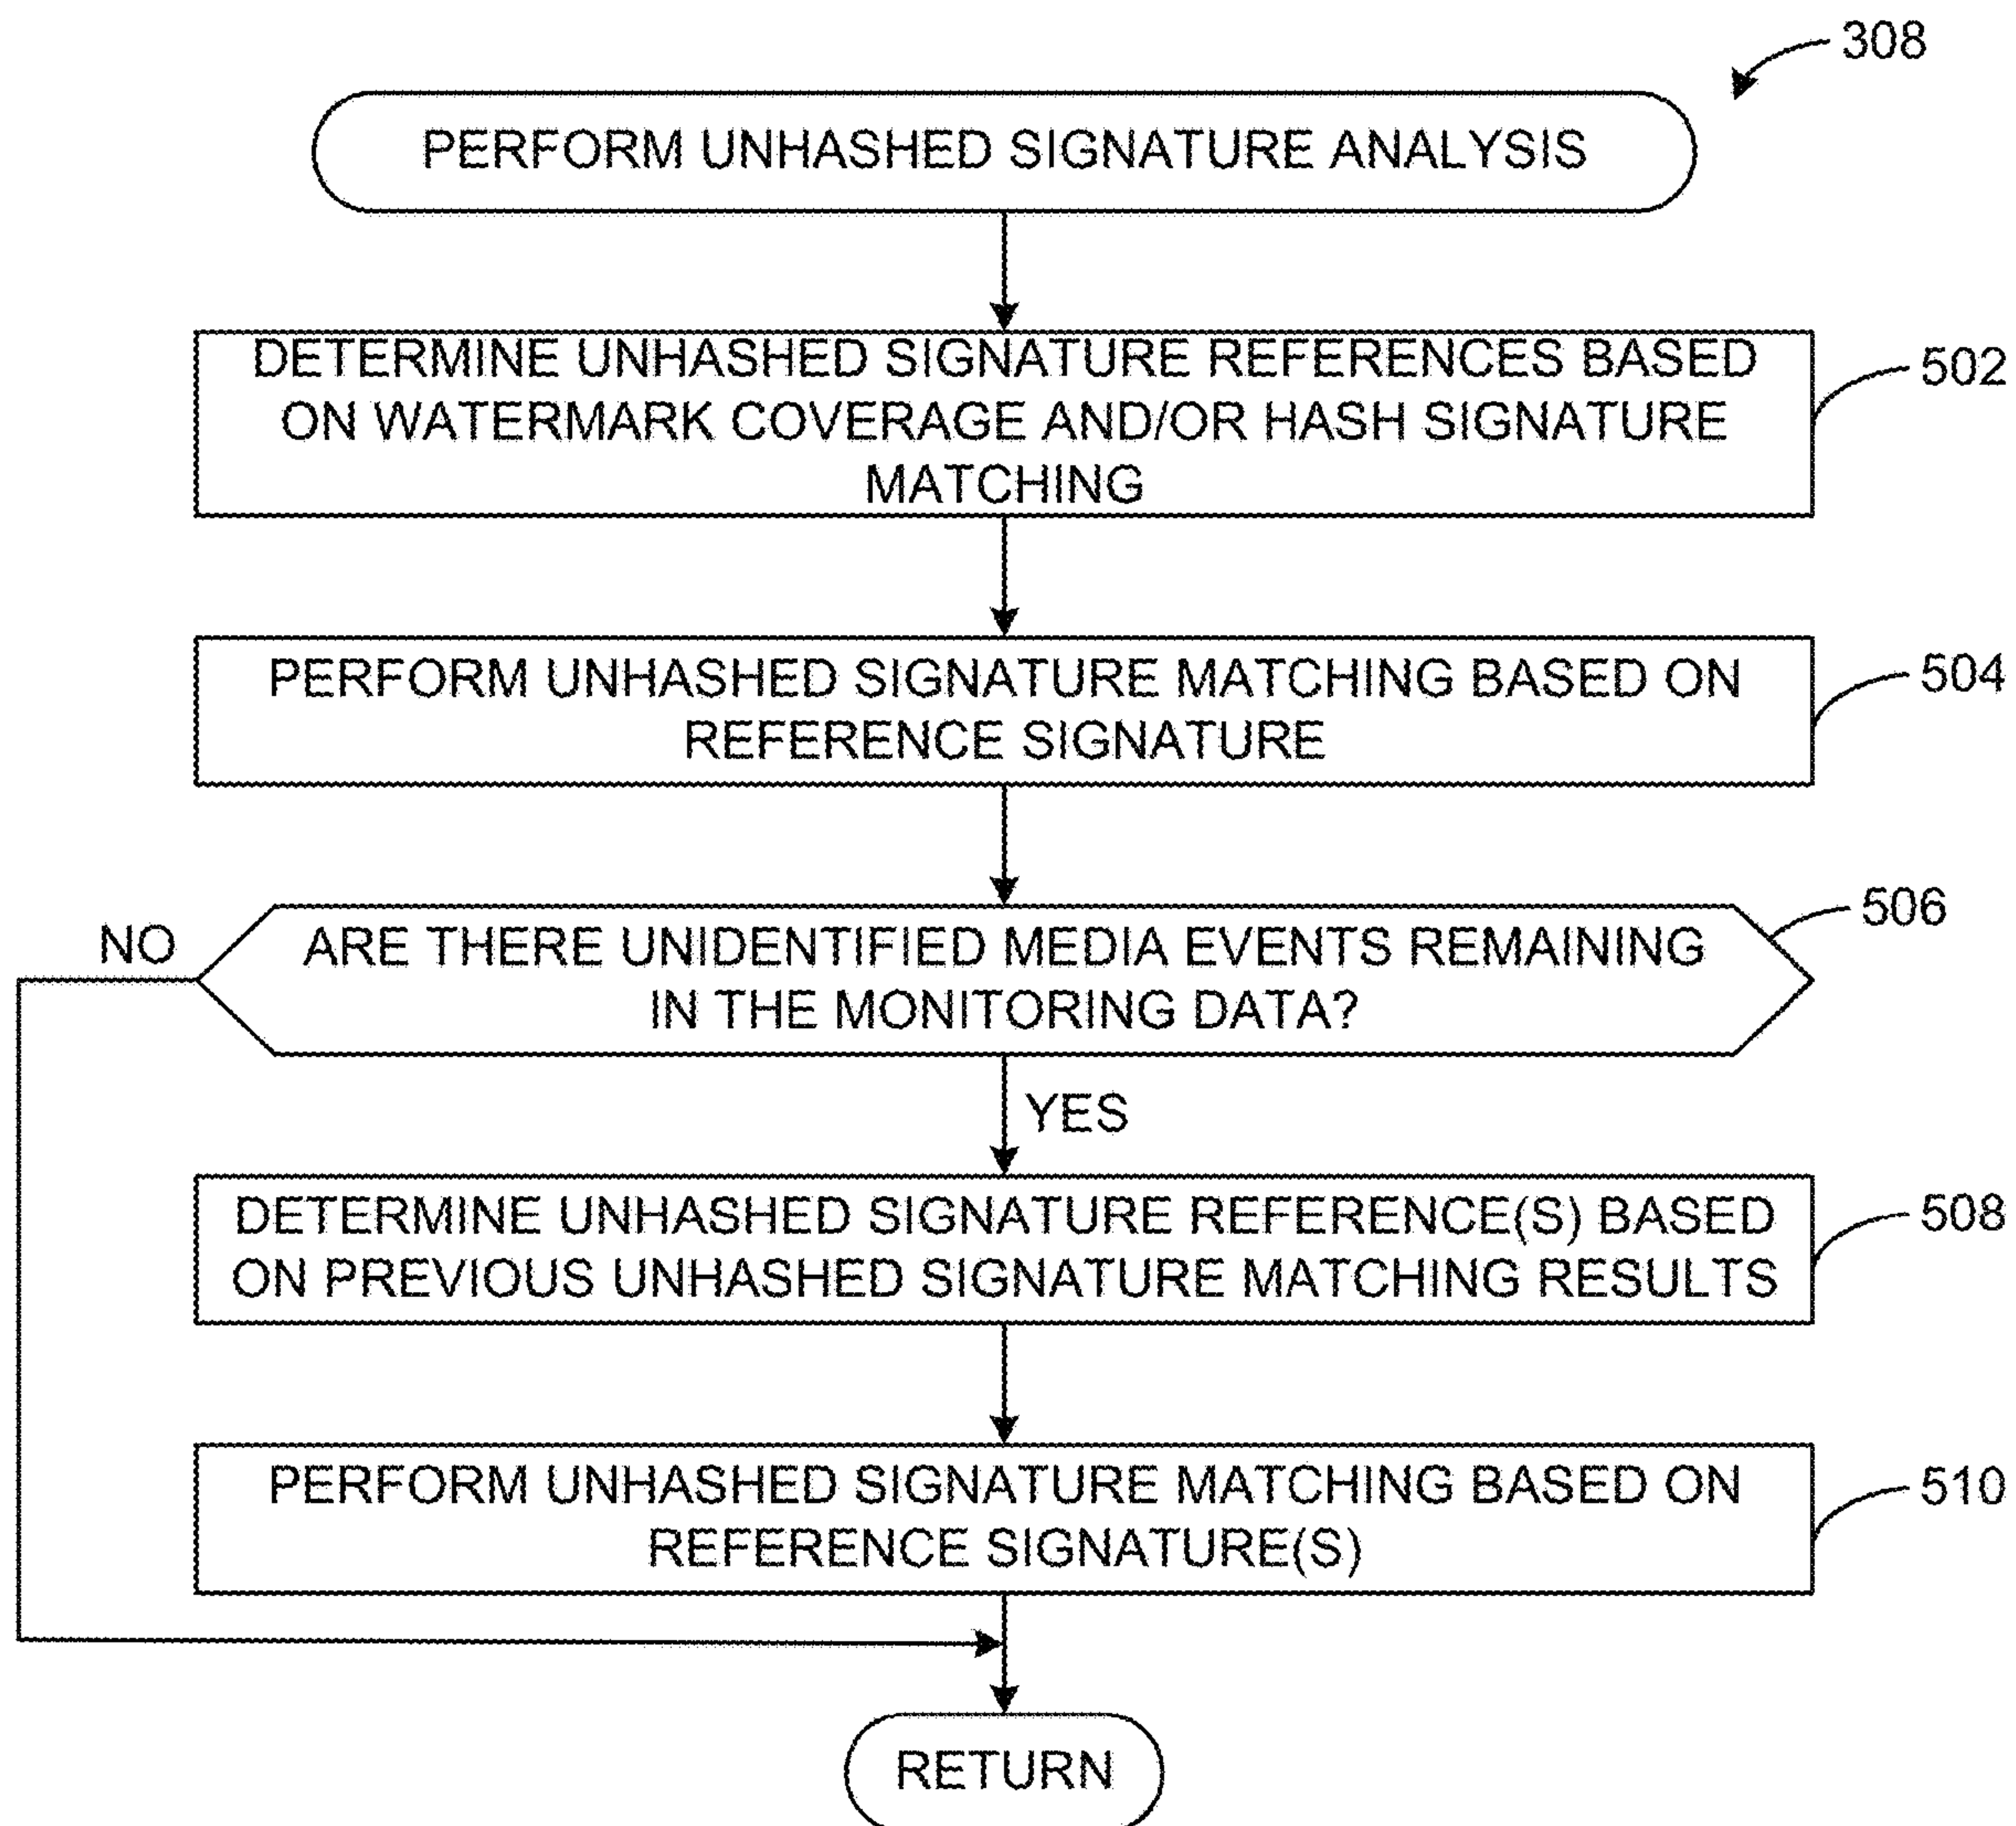 308
PERFORM UNHASHED SIGNATURE ANALYSIS
DETERMINE UNHASHED SIGNATURE REFERENCES BASED
ON WATERMARK COVERAGE AND/OR HASH SIGNATURE
MATCHING
502
PERFORM UNHASHED SIGNATURE MATCHING BASED ON
REFERENCE SIGNATURE
504
NO
ARE THERE UNIDENTIFIED MEDIA EVENTS REMAINING
IN THE MONITORING DATA?
506
YES
DETERMINE UNHASHED SIGNATURE REFERENCE(S) BASED
ON PREVIOUS UNHASHED SIGNATURE MATCHING RESULTS
508
PERFORM UNHASHED SIGNATURE MATCHING BASED ON
REFERENCE SIGNATURE(S)
510
RETURN